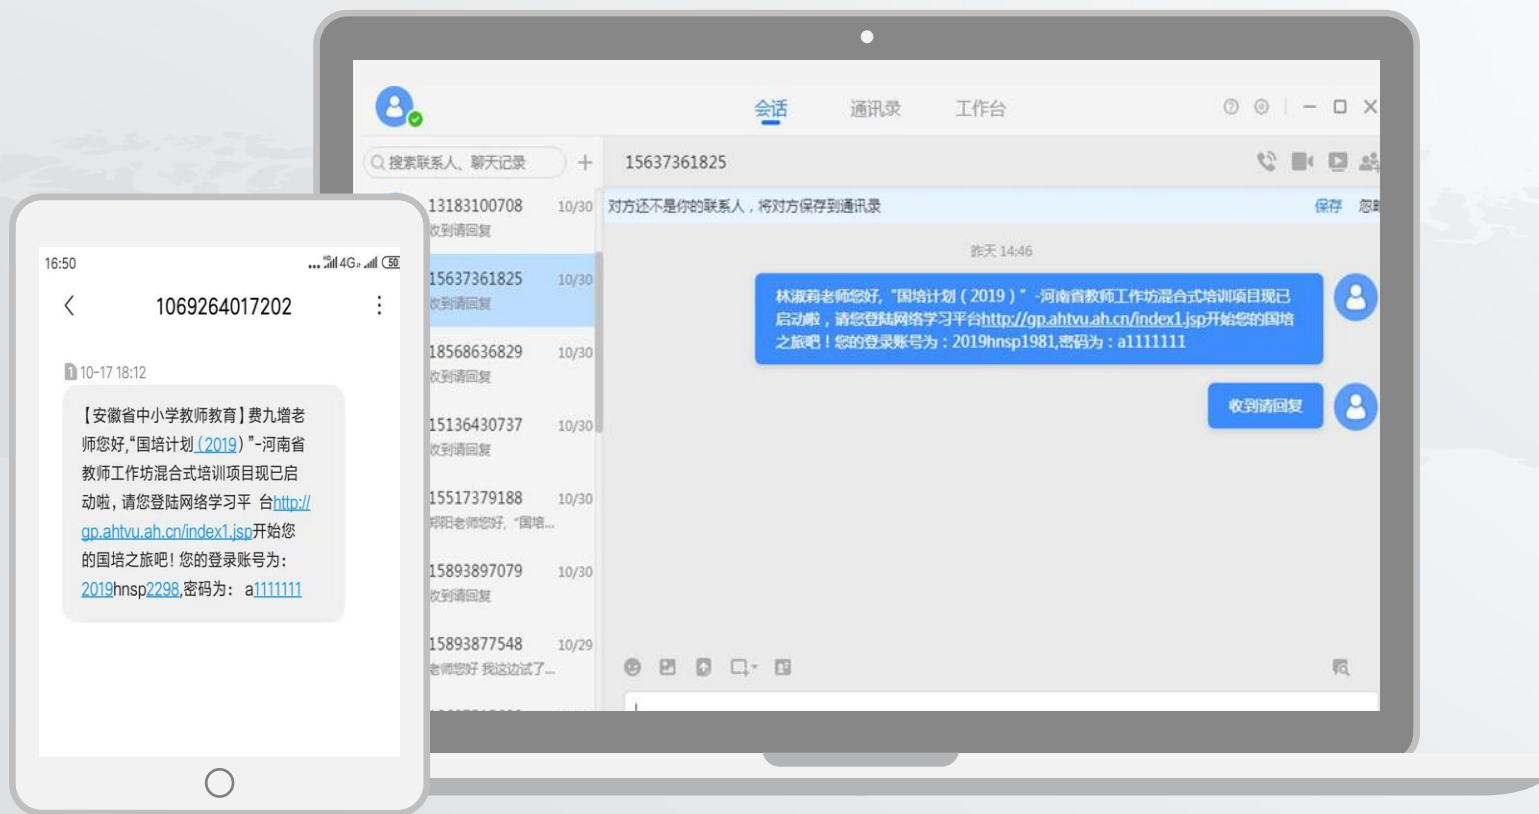 16:50
4G
50
1069264017202
1 10-17 18:12
【安徽省中小学教师教育】费九增老
师您好,“国培计划（2019）”-河南省
教师工作坊混合式培训项目现已启
动啦，请您登陆网络学习平 台http://
gp.ahtvu.ah.cn/index1.jsp开始您
的国培之旅吧！您的登录账号为：
2019hnsp2298,密码为： a1111111
会话 通讯录 工作台
搜索联系人、聊天记录
13183100708 10/30
收到请回复
15637361825 10/30
收到请回复
18568636829 10/30
收到请回复
15136430737 10/30
收到请回复
15517379188 10/30
郑阳老师您好，“国培...
15893897079 10/30
收到请回复
15893877548 10/29
老师您好 我这边试了...
15637361825
对方还不是你的联系人，将对方保存到通讯录 保存 忽
昨天 14:46
林淑莉老师您好,“国培计划（2019）”-河南省教师工作坊混合式培训项目现已
启动啦，请您登陆网络学习平台http://gp.ahtvu.ah.cn/index1.jsp开始您的国培
之旅吧！您的登录账号为：2019hnsp1981,密码为：a1111111
收到请回复